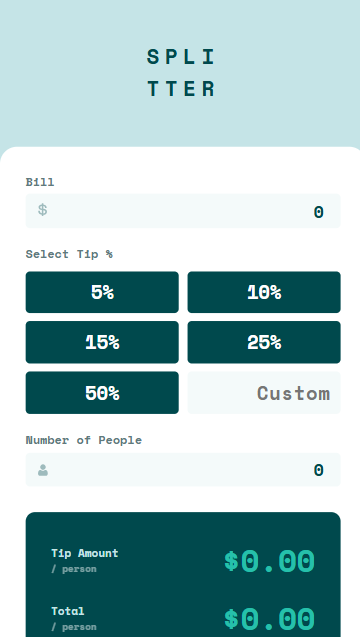 SPLI
TTER
Bill
$ 0
Select Tip %
5% 10%
15% 25%
50% Custom
Number of People
0
Tip Amount
/ person
$0.00
Total
/ person
$0.00